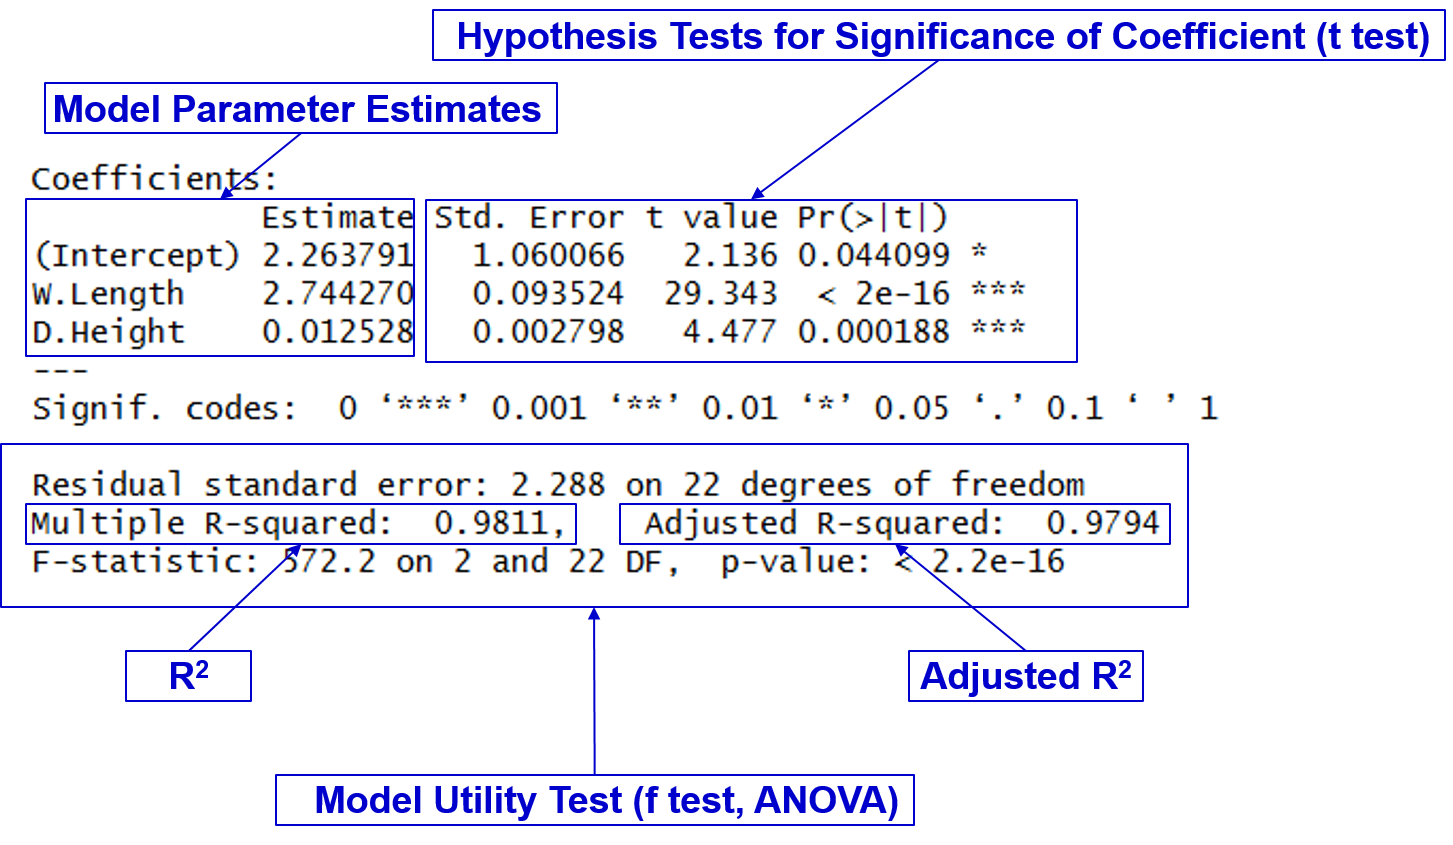 Hypothesis Tests for Significance of Coefficient (t test)
Model Parameter Estimates
Coefficients:
Estimate Std. Error t value Pr(>|t|)
(Intercept) 2.263791 1.060066 2.136 0.044099 *
W.Length 2.744270 0.093524 29.343 < 2e-16 ***
D.Height 0.012528 0.002798 4.477 0.000188 ***
---
Signif. codes: 0 ‘***’ 0.001 ‘**’ 0.01 ‘*’ 0.05 ‘.’ 0.1 ‘ ’ 1
Residual standard error: 2.288 on 22 degrees of freedom
Multiple R-squared: 0.9811, Adjusted R-squared: 0.9794
F-statistic: 572.2 on 2 and 22 DF, p-value: < 2.2e-16
R²
Adjusted R²
Model Utility Test (f test, ANOVA)